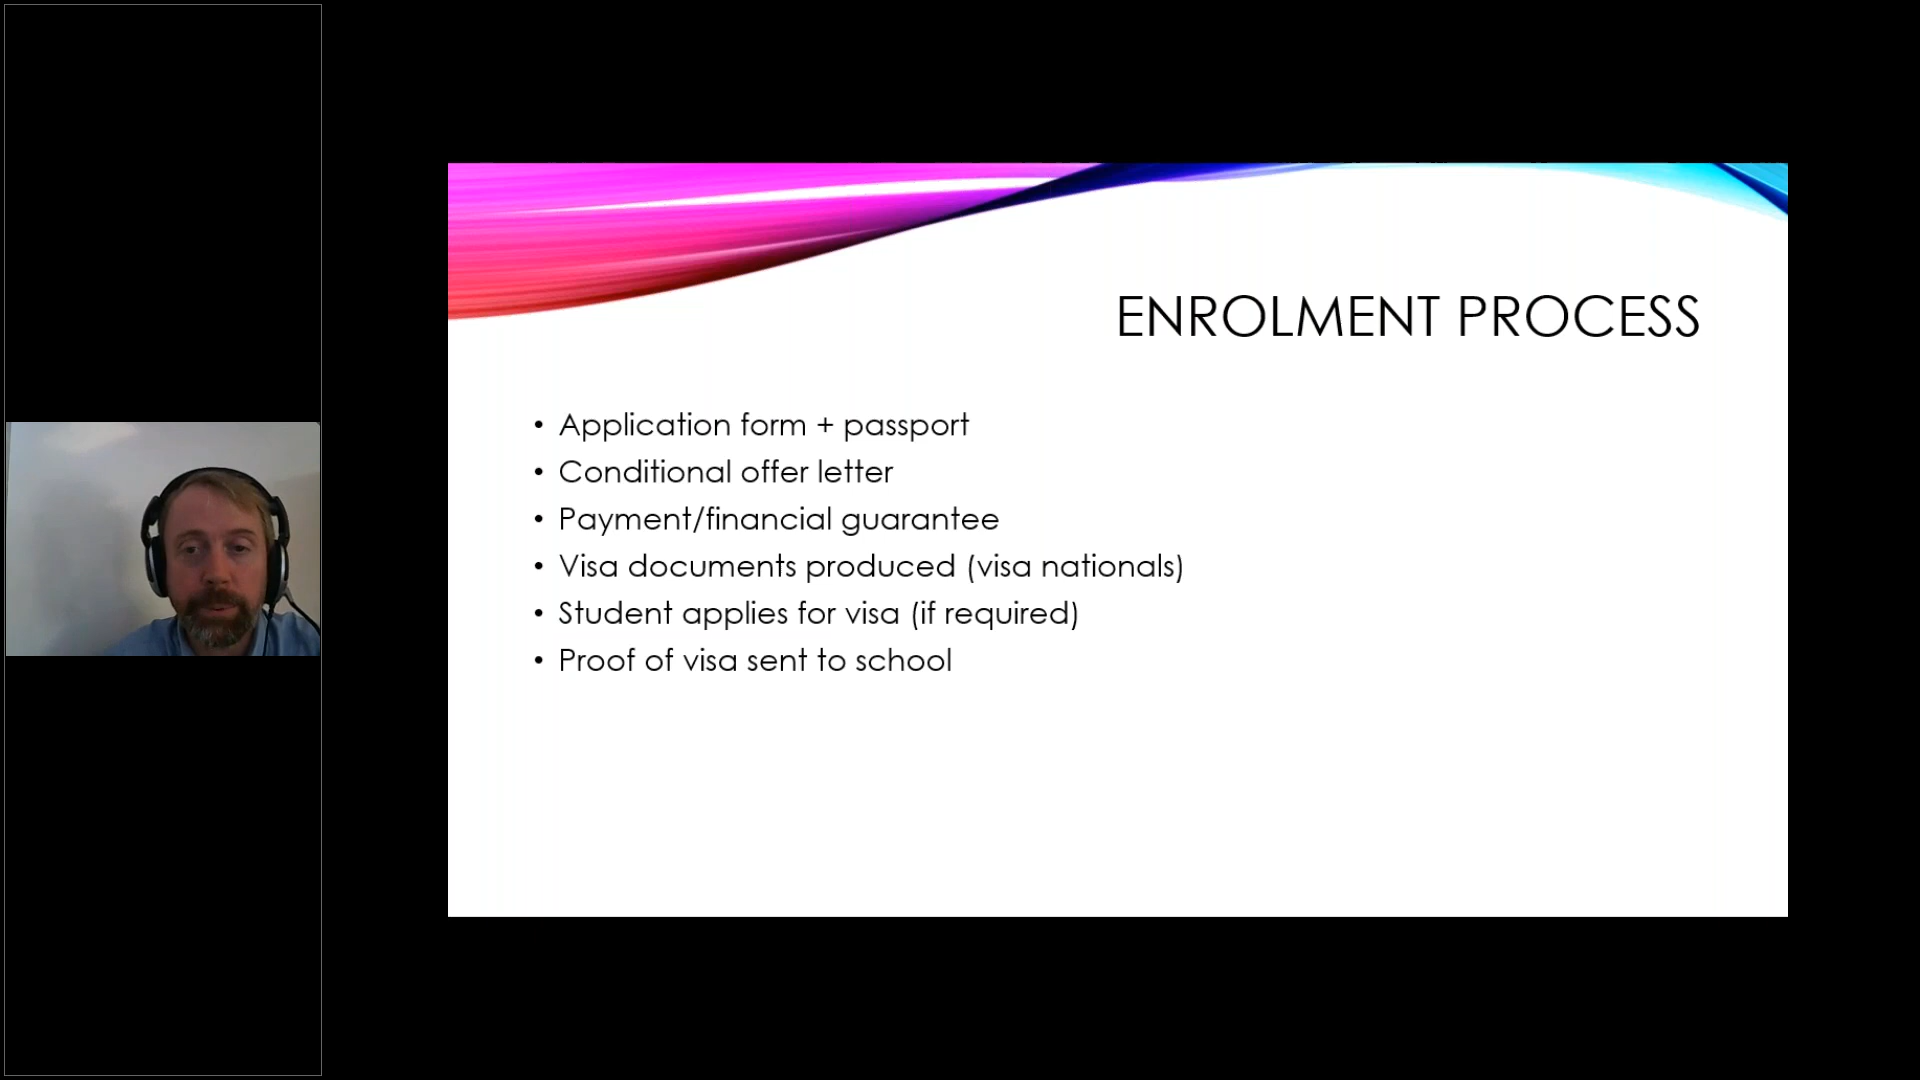 ENROLMENT PROCESS
• Application form + passport
• Conditional offer letter
• Payment/financial guarantee
• Visa documents produced (visa nationals)
• Student applies for visa (if required)
• Proof of visa sent to school